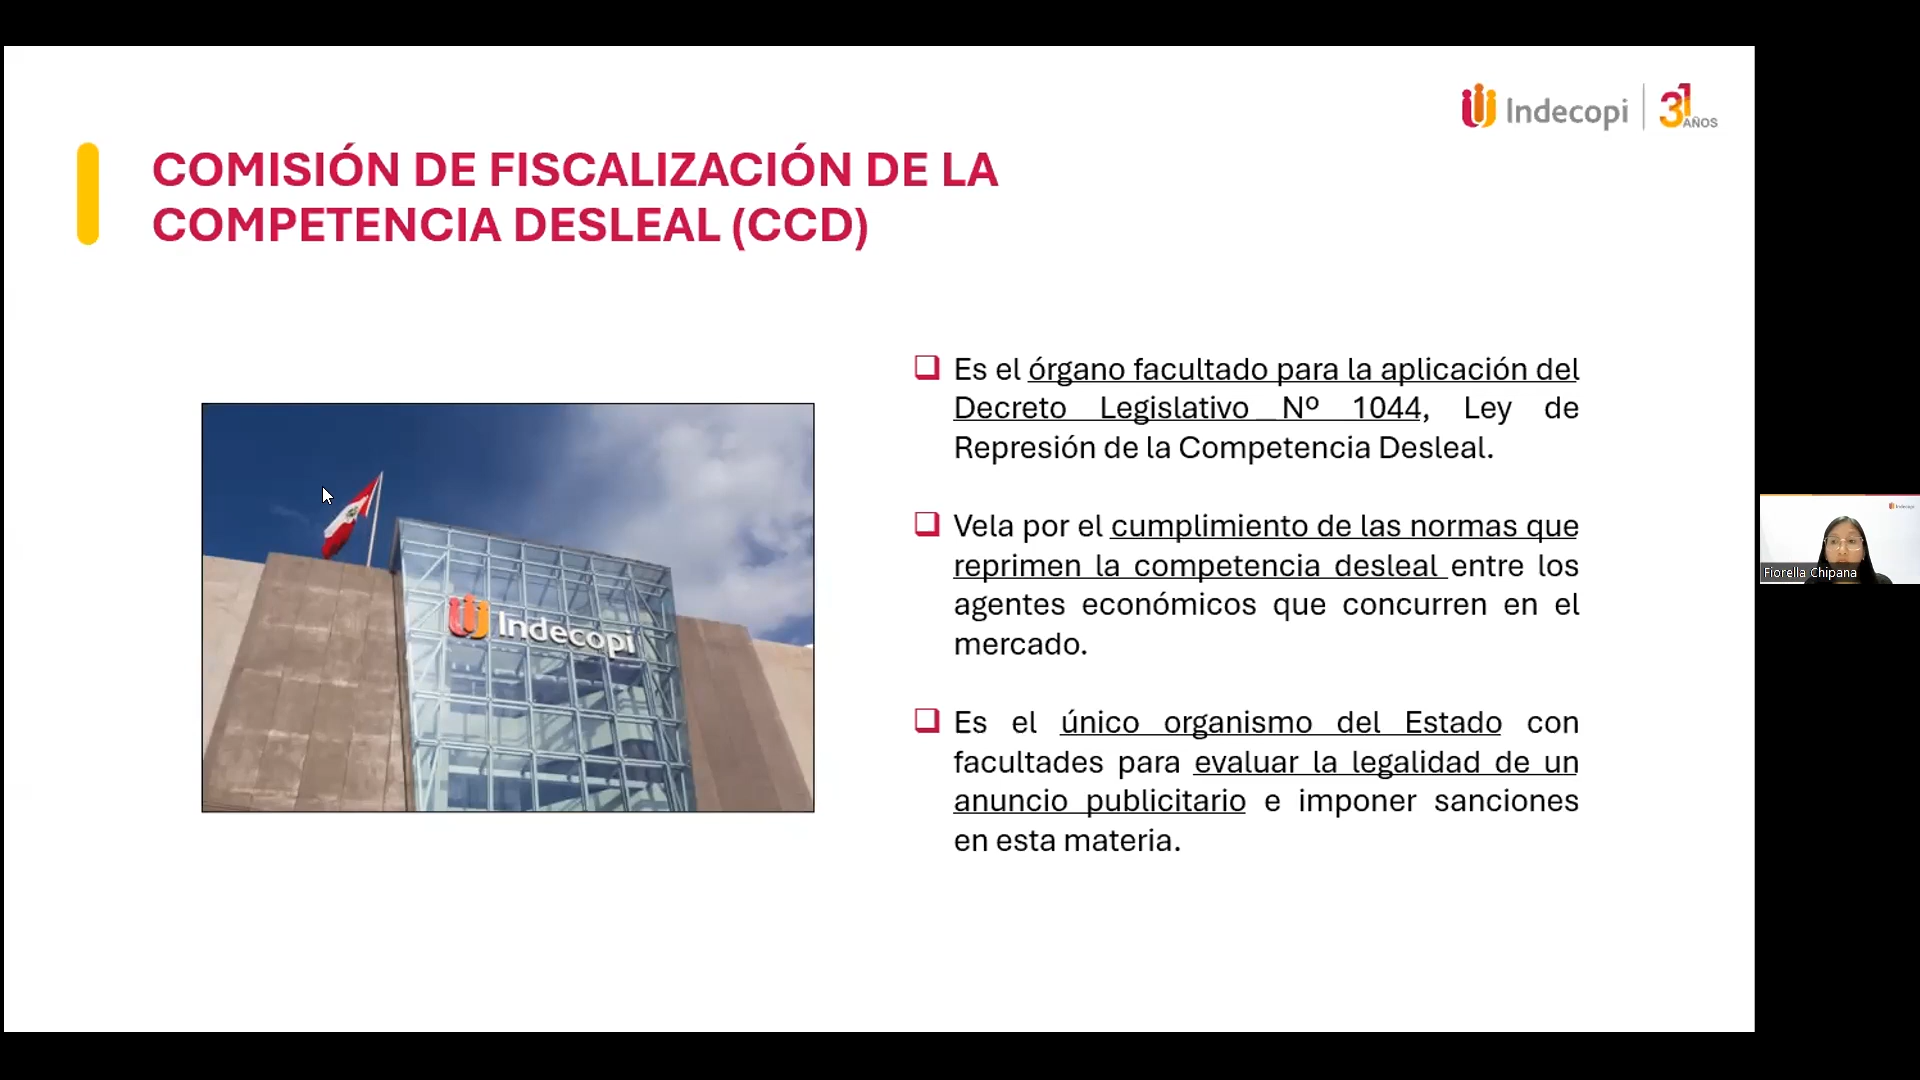 Indecopi
31 AÑOS
COMISIÓN DE FISCALIZACIÓN DE LA
COMPETENCIA DESLEAL (CCD)
Indecopi
Es el órgano facultado para la aplicación del
Decreto Legislativo Nº 1044, Ley de
Represión de la Competencia Desleal.
Vela por el cumplimiento de las normas que
reprimen la competencia desleal entre los
agentes económicos que concurren en el
mercado.
Es el único organismo del Estado con
facultades para evaluar la legalidad de un
anuncio publicitario e imponer sanciones
en esta materia.
Indecopi
Fiorella Chipana